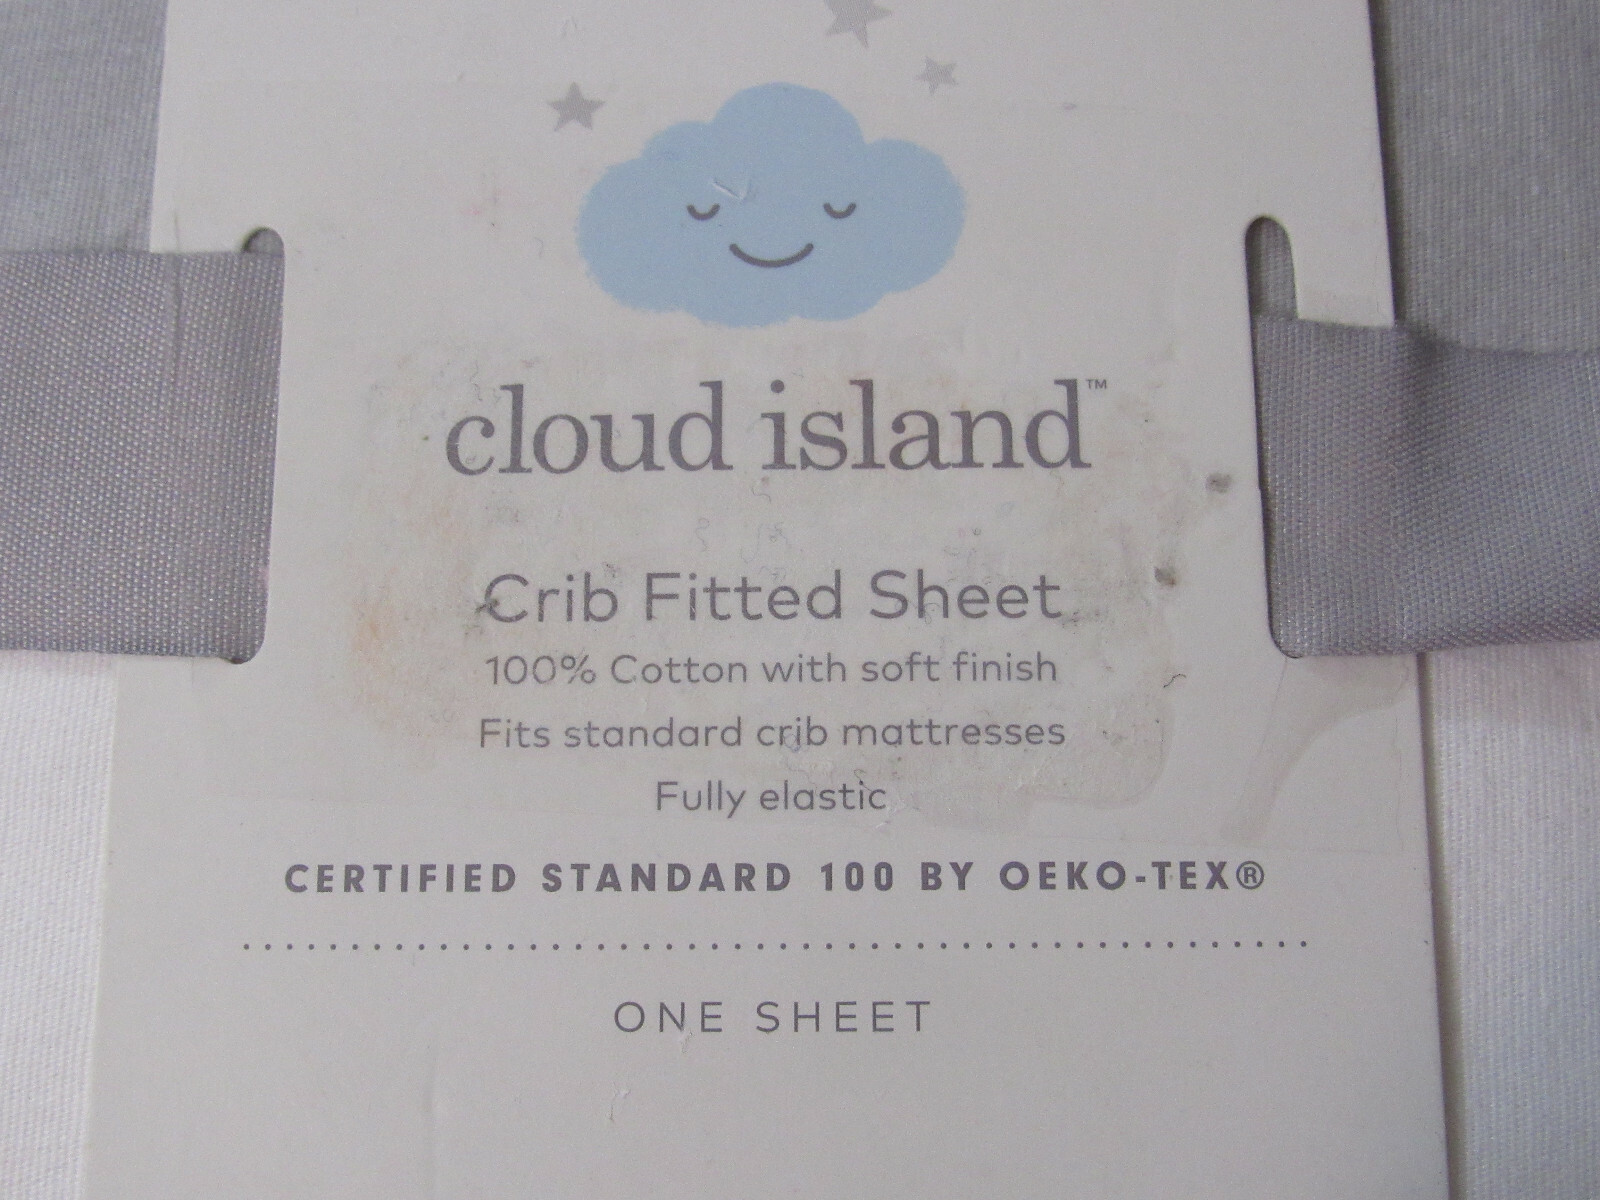 cloud island™
Crib Fitted Sheet
100% Cotton with soft finish
Fits standard crib mattresses
Fully elastic
CERTIFIED STANDARD 100 BY OEKO-TEX®
ONE SHEET